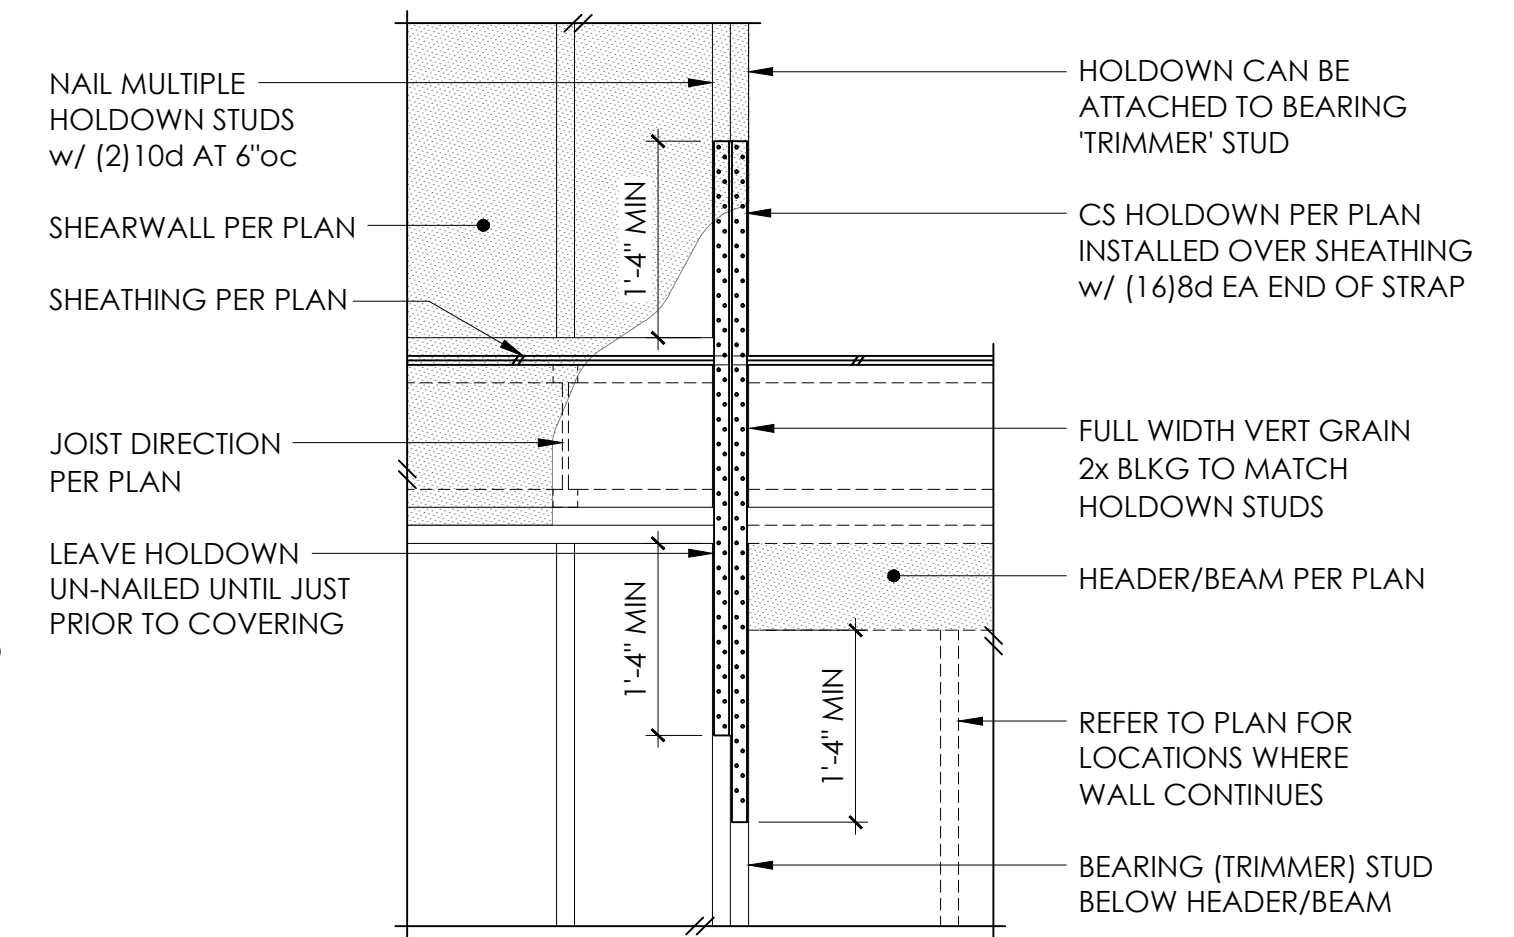 NAIL MULTIPLE
HOLDOWN STUDS
w/ (2)10d AT 6"oc
SHEARWALL PER PLAN
SHEATHING PER PLAN
JOIST DIRECTION
PER PLAN
LEAVE HOLDOWN
UN-NAILED UNTIL JUST
PRIOR TO COVERING
1'-4" MIN
1'-4" MIN
1'-4" MIN
HOLDOWN CAN BE
ATTACHED TO BEARING
'TRIMMER' STUD
CS HOLDOWN PER PLAN
INSTALLED OVER SHEATHING
w/ (16)8d EA END OF STRAP
FULL WIDTH VERT GRAIN
2x BLKG TO MATCH
HOLDOWN STUDS
HEADER/BEAM PER PLAN
REFER TO PLAN FOR
LOCATIONS WHERE
WALL CONTINUES
BEARING (TRIMMER) STUD
BELOW HEADER/BEAM